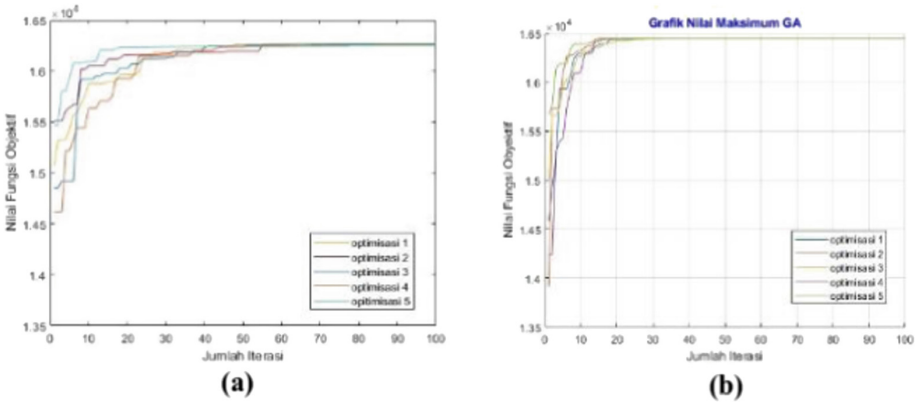 ×10⁴
1.65
1.6
1.55
1.5
1.45
1.4
1.35
0 10 20 30 40 50 60 70 80 90 100
Nilai Fungsi Objektif
Jumlah Iterasi
optimisasi 1
optimisasi 2
optimisasi 3
optimisasi 4
opitimisasi 5
(a)
Grafik Nilai Maksimum GA
×10⁴
1.65
1.6
1.55
1.5
1.45
1.4
1.35
0 10 20 30 40 50 60 70 80 90 100
Nilai Fungsi Obyektif
Jumlah Iterasi
optimisasi 1
optimisasi 2
optimisasi 3
optimisasi 4
optimisasi 5
(b)